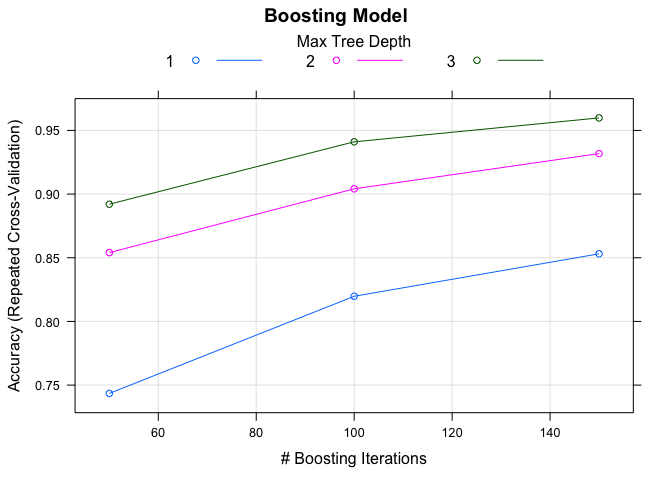 Boosting Model
Max Tree Depth
1 2 3
Accuracy (Repeated Cross-Validation)
0.95
0.90
0.85
0.80
0.75
60 80 100 120 140
# Boosting Iterations